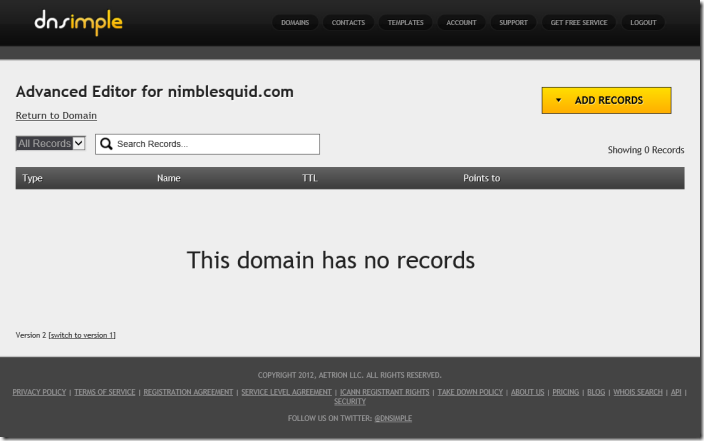 dnsimple
DOMAINS CONTACTS TEMPLATES ACCOUNT SUPPORT GET FREE SERVICE LOGOUT
Advanced Editor for nimblesquid.com
ADD RECORDS
Return to Domain
All Records Search Records...
Showing 0 Records
Type Name TTL Points to
This domain has no records
Version 2 [switch to version 1]
COPYRIGHT 2012, AETRION LLC. ALL RIGHTS RESERVED.
PRIVACY POLICY | TERMS OF SERVICE | REGISTRATION AGREEMENT | SERVICE LEVEL AGREEMENT | ICANN REGISTRANT RIGHTS | TAKE DOWN POLICY | ABOUT US | PRICING | BLOG | WHOIS SEARCH | API |
SECURITY
FOLLOW US ON TWITTER: @DNSIMPLE